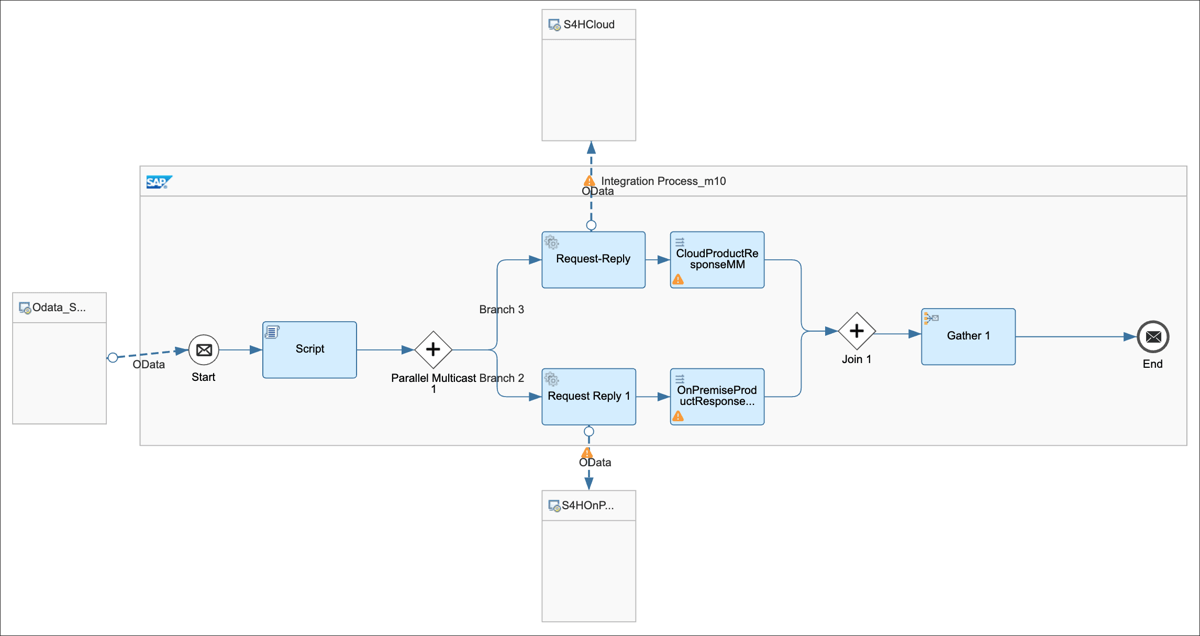 S4HCloud
SAP
Integration Process_m10
OData
Request-Reply
CloudProductRe
sponseMM
Branch 3
Odata_S...
OData
Start
Script
Parallel Multicast
1
Branch 2
Request Reply 1
OnPremiseProd
uctResponse...
Join 1
Gather 1
End
OData
S4HOnP...